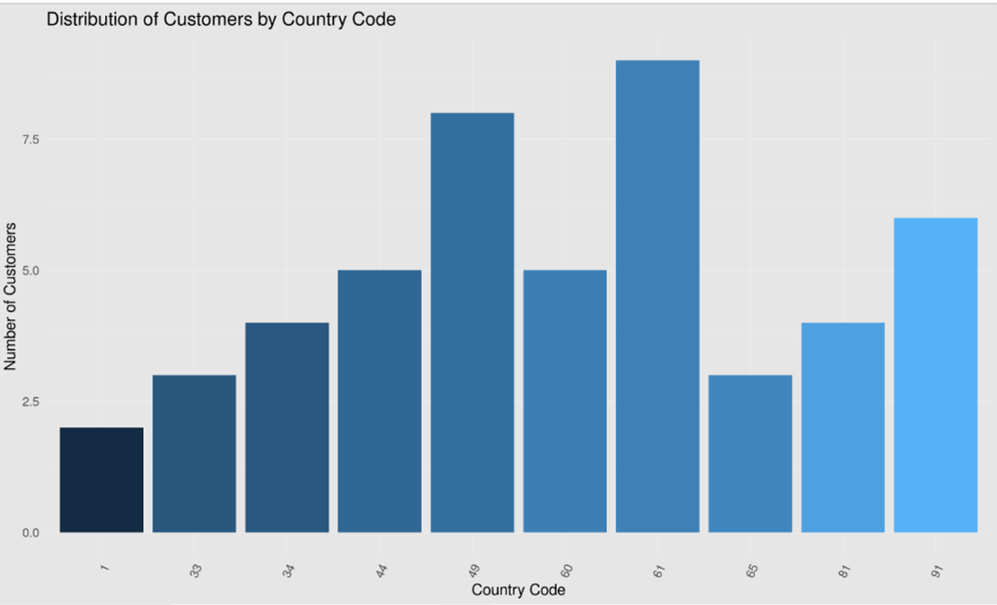 Distribution of Customers by Country Code
Number of Customers
7.5
5.0
2.5
0.0
1 33 34 44 49 60 61 65 81 91
Country Code